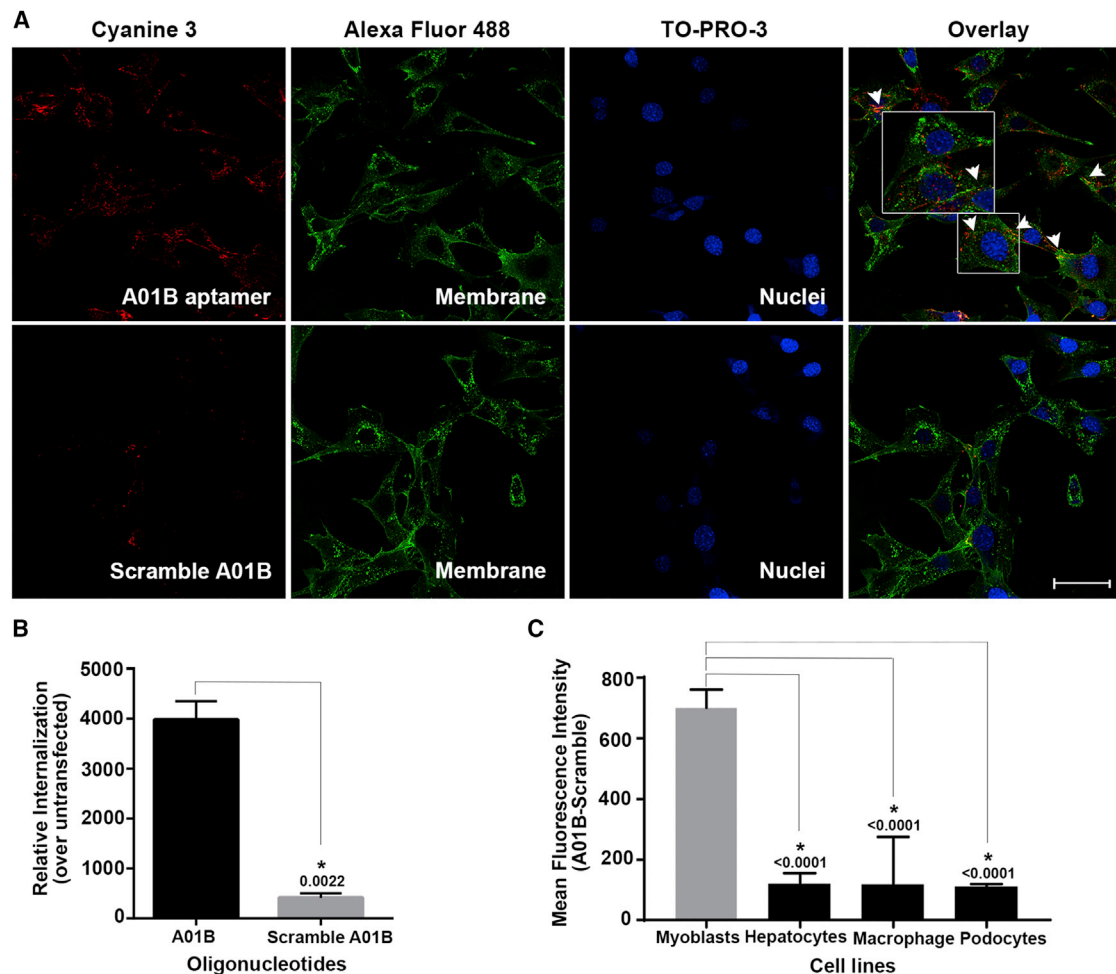 A
Cyanine 3
Alexa Fluor 488
TO-PRO-3
Overlay
A01B aptamer
Membrane
Nuclei
Scramble A01B
Membrane
Nuclei
B
Relative Internalization
(over untransfected)
5000
4000
3000
2000
1000
0
*
0.0022
A01B
Scramble A01B
Oligonucleotides
C
Mean Fluorescence Intensity
(A01B-Scramble)
800
600
400
200
0
*
<0.0001
*
<0.0001
*
<0.0001
Myoblasts
Hepatocytes
Macrophage
Podocytes
Cell lines